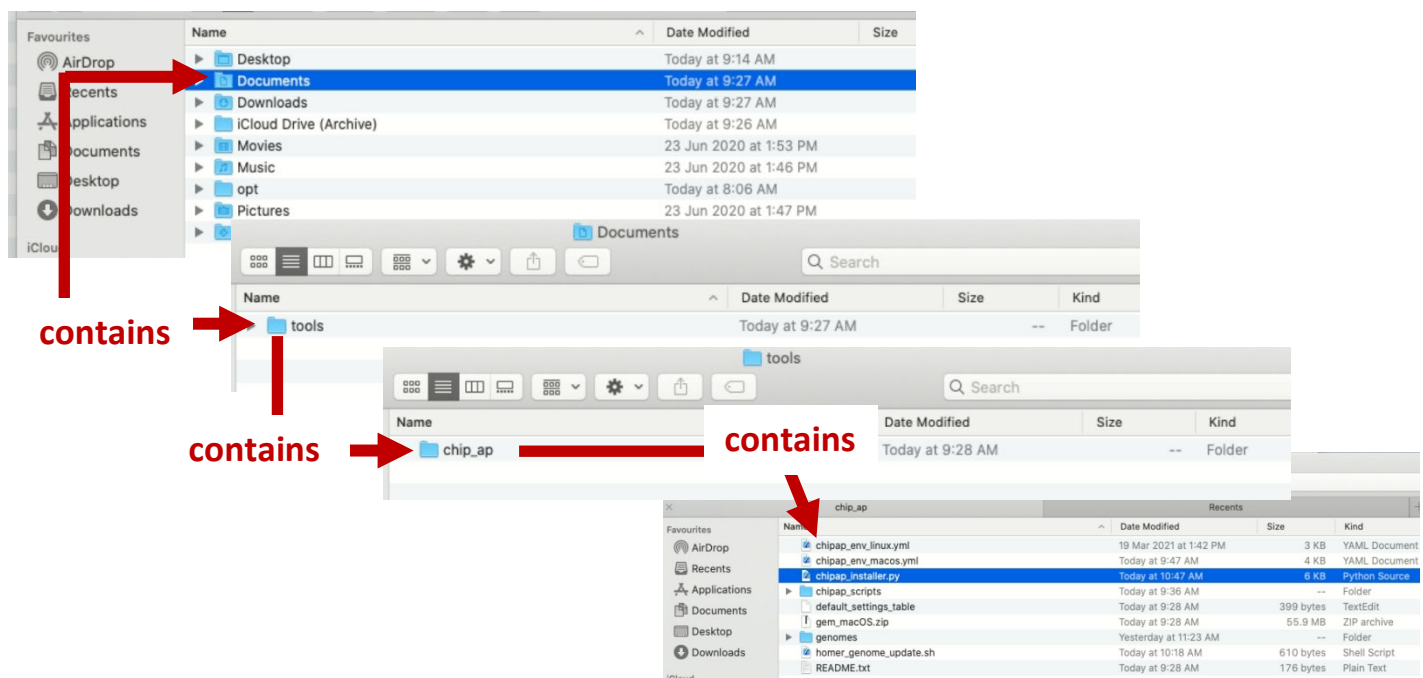 Favourites
AirDrop
Recents
Applications
Documents
Desktop
Downloads
Name Date Modified Size
Desktop Today at 9:14 AM
Documents Today at 9:27 AM
Downloads Today at 9:27 AM
iCloud Drive (Archive) Today at 9:26 AM
Movies 23 Jun 2020 at 1:53 PM
Music 23 Jun 2020 at 1:46 PM
opt Today at 8:06 AM
Pictures 23 Jun 2020 at 1:47 PM
Documents
Search
Name Date Modified Size Kind
contains
tools Today at 9:27 AM -- Folder
tools
Search
Name Date Modified Size Kind
contains
chip_ap Today at 9:28 AM -- Folder
contains
chip_ap Recents
Favourites
AirDrop
Recents
Applications
Documents
Desktop
Downloads
Name Date Modified Size Kind
chipap_env_linux.yml 19 Mar 2021 at 1:42 PM 3 KB YAML Document
chipap_env_macos.yml Today at 9:47 AM 4 KB YAML Document
chipap_installer.py Today at 10:47 AM 6 KB Python Source
chipap_scripts Today at 9:36 AM -- Folder
default_settings_table Today at 9:28 AM 399 bytes TextEdit
gem_macOS.zip Today at 9:28 AM 55.9 MB ZIP archive
genomes Yesterday at 11:23 AM -- Folder
homer_genome_update.sh Today at 10:18 AM 610 bytes Shell Script
README.txt Today at 9:28 AM 176 bytes Plain Text